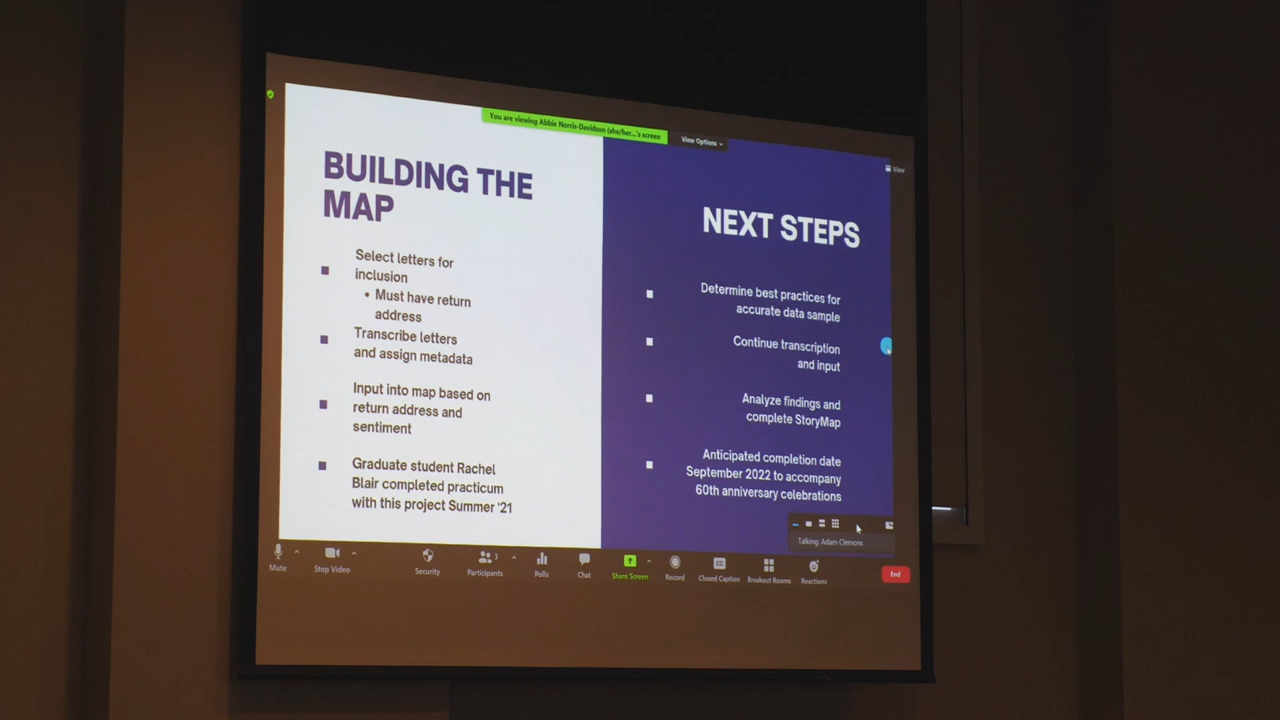 You are viewing Abbie Norris-Davidson (she/her...'s screen
View Options
View
BUILDING THE
MAP
Select letters for
inclusion
• Must have return
address
Transcribe letters
and assign metadata
Input into map based on
return address and
sentiment
Graduate student Rachel
Blair completed practicum
with this project Summer '21
NEXT STEPS
Determine best practices for
accurate data sample
Continue transcription
and input
Analyze findings and
complete StoryMap
Anticipated completion date
September 2022 to accompany
60th anniversary celebrations
Talking: Adam Clemons
Mute
Stop Video
Security
Participants
3
Polls
Chat
Share Screen
Record
CC
Closed Caption
Breakout Rooms
Reactions
End